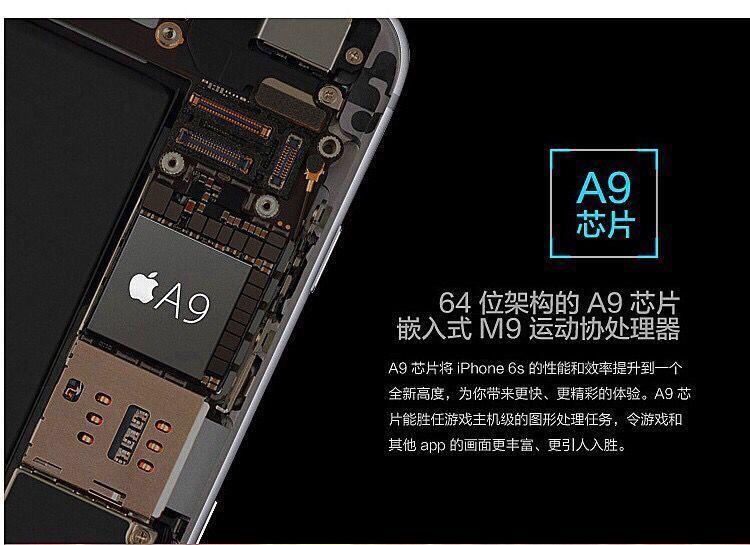 A9
A9
芯片
64 位架构的 A9 芯片
嵌入式 M9 运动协处理器
A9 芯片将 iPhone 6s 的性能和效率提升到一个
全新高度，为你带来更快、更精彩的体验。A9 芯
片能胜任游戏主机级的图形处理任务，令游戏和
其他 app 的画面更丰富、更引人入胜。